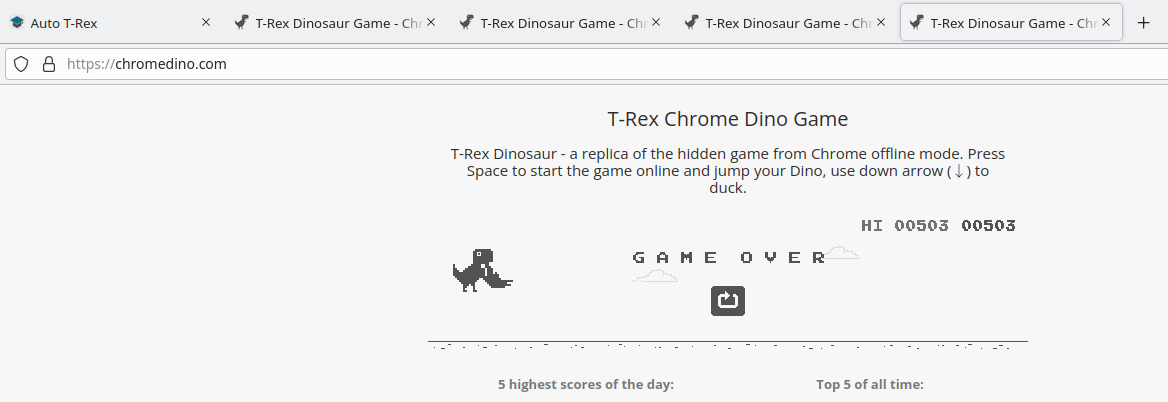 Auto T-Rex
T-Rex Dinosaur Game - Chr
T-Rex Dinosaur Game - Chr
T-Rex Dinosaur Game - Chr
T-Rex Dinosaur Game - Chr
https://chromedino.com
T-Rex Chrome Dino Game
T-Rex Dinosaur - a replica of the hidden game from Chrome offline mode. Press
Space to start the game online and jump your Dino, use down arrow (↓) to
duck.
HI 00503 00503
GAME OVER
5 highest scores of the day:
Top 5 of all time: